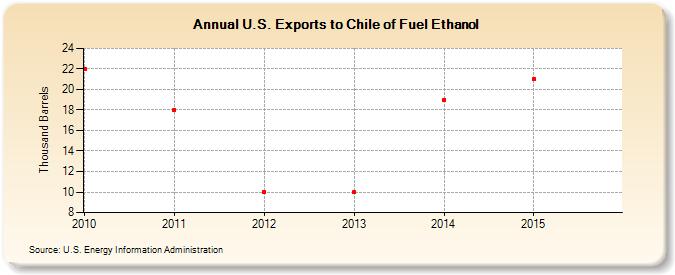 Annual U.S. Exports to Chile of Fuel Ethanol
Thousand Barrels
24
22
20
18
16
14
12
10
8
2010 2011 2012 2013 2014 2015
Source: U.S. Energy Information Administration